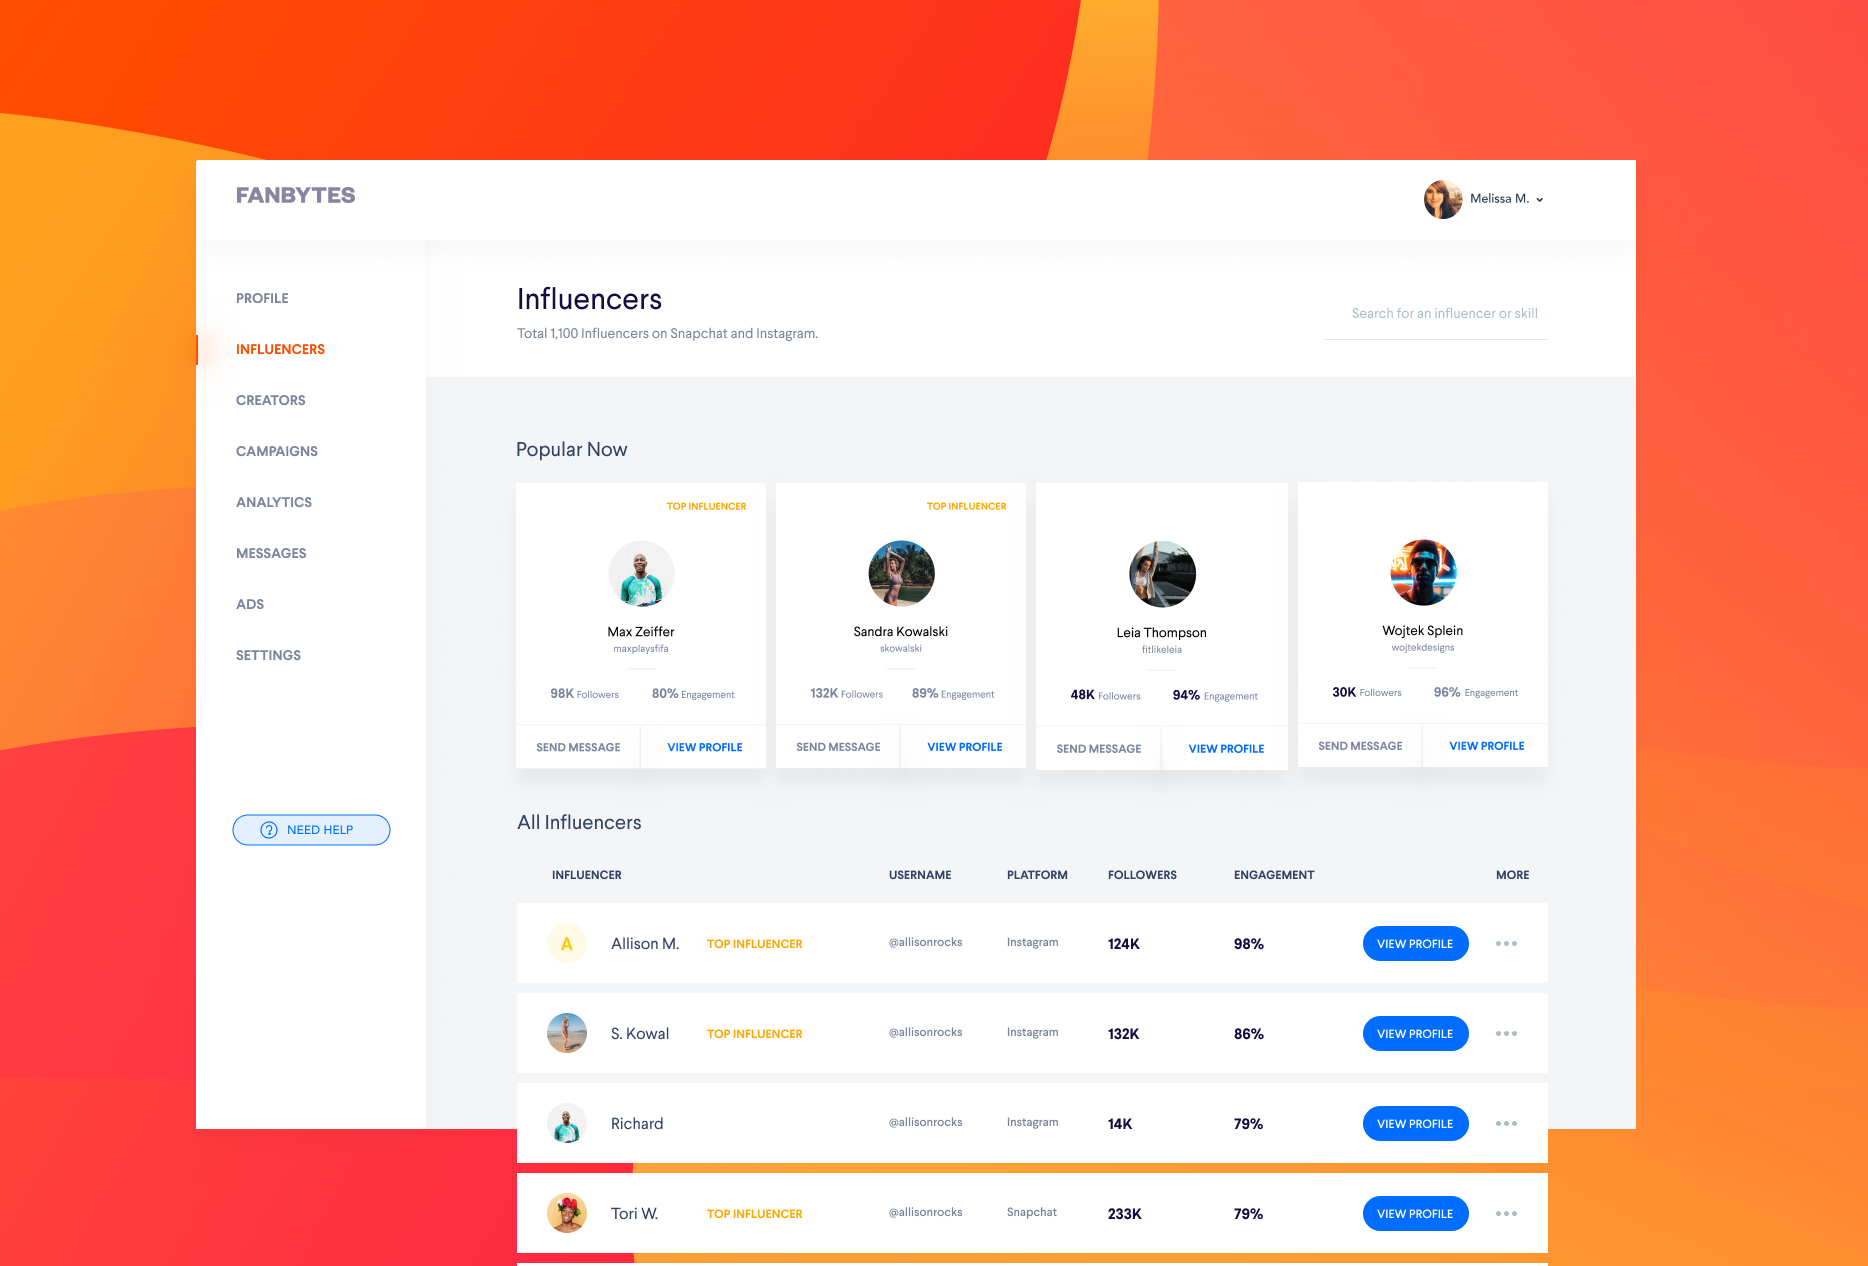 FANBYTES
Melissa M.
PROFILE
INFLUENCERS
CREATORS
CAMPAIGNS
ANALYTICS
MESSAGES
ADS
SETTINGS
NEED HELP
Influencers
Total 1,100 Influencers on Snapchat and Instagram.
Search for an influencer or skill
Popular Now
TOP INFLUENCER
Max Zeiffer
maxplaysfifa
98K Followers 80% Engagement
SEND MESSAGE VIEW PROFILE
TOP INFLUENCER
Sandra Kowalski
skowalski
132K Followers 89% Engagement
SEND MESSAGE VIEW PROFILE
Leia Thompson
fitlikeleia
48K Followers 94% Engagement
SEND MESSAGE VIEW PROFILE
Wojtek Splein
wojtekdesigns
30K Followers 96% Engagement
SEND MESSAGE VIEW PROFILE
All Influencers
INFLUENCER USERNAME PLATFORM FOLLOWERS ENGAGEMENT MORE
A Allison M. TOP INFLUENCER @allisonrocks Instagram 124K 98% VIEW PROFILE
S. Kowal TOP INFLUENCER @allisonrocks Instagram 132K 86% VIEW PROFILE
Richard @allisonrocks Instagram 14K 79% VIEW PROFILE
Tori W. TOP INFLUENCER @allisonrocks Snapchat 233K 79% VIEW PROFILE